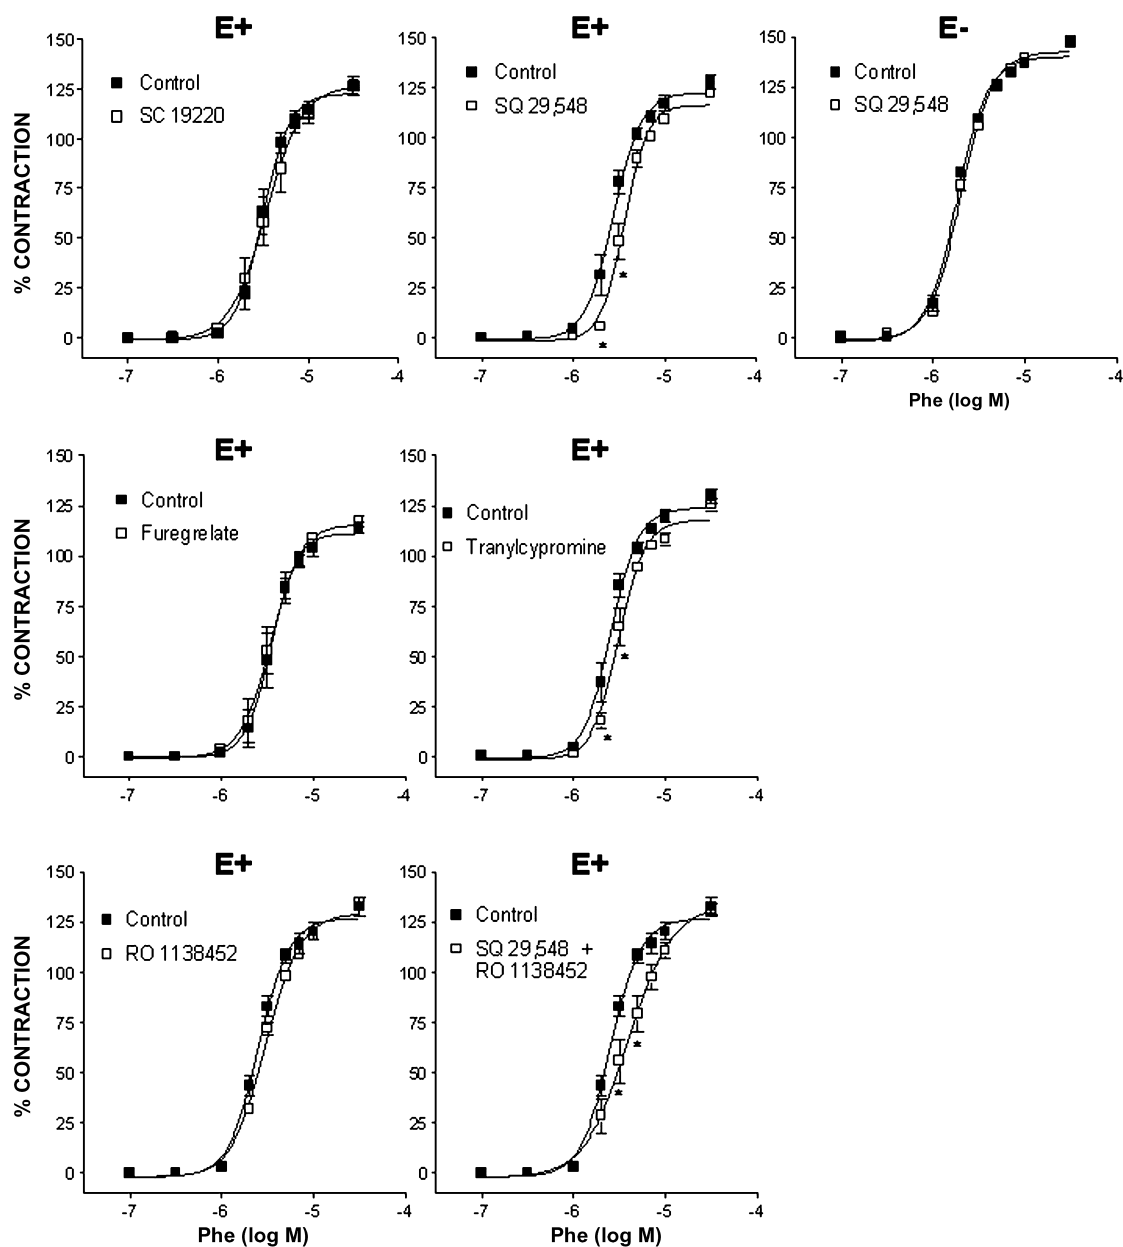 E+
E+
E-
150
125
100
75
50
25
0
% CONTRACTION
Control
SC 19220
-7
-6
-5
-4
150
125
100
75
50
25
0
Control
SQ 29,548
*
*
-7
-6
-5
-4
150
125
100
75
50
25
0
Control
SQ 29,548
-7
-6
-5
-4
Phe (log M)
E+
E+
150
125
100
75
50
25
0
% CONTRACTION
Control
Furegrelate
-7
-6
-5
-4
150
125
100
75
50
25
0
Control
Tranylcypromine
*
*
-7
-6
-5
-4
E+
E+
150
125
100
75
50
25
0
% CONTRACTION
Control
RO 1138452
-7
-6
-5
-4
Phe (log M)
150
125
100
75
50
25
0
Control
SQ 29,548 +
RO 1138452
*
*
-7
-6
-5
-4
Phe (log M)